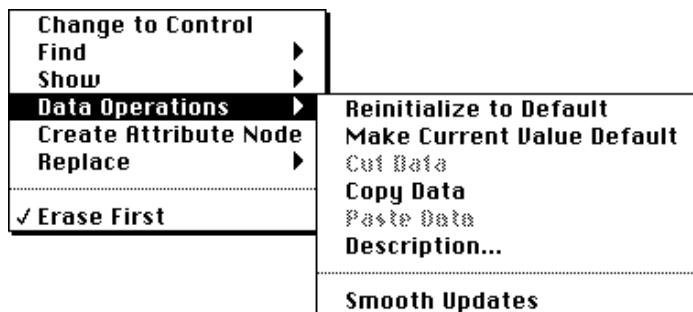 Change to Control
Find
Show
Data Operations
Create Attribute Node
Replace
✓ Erase First
Reinitialize to Default
Make Current Value Default
Cut Data
Copy Data
Paste Data
Description...
Smooth Updates